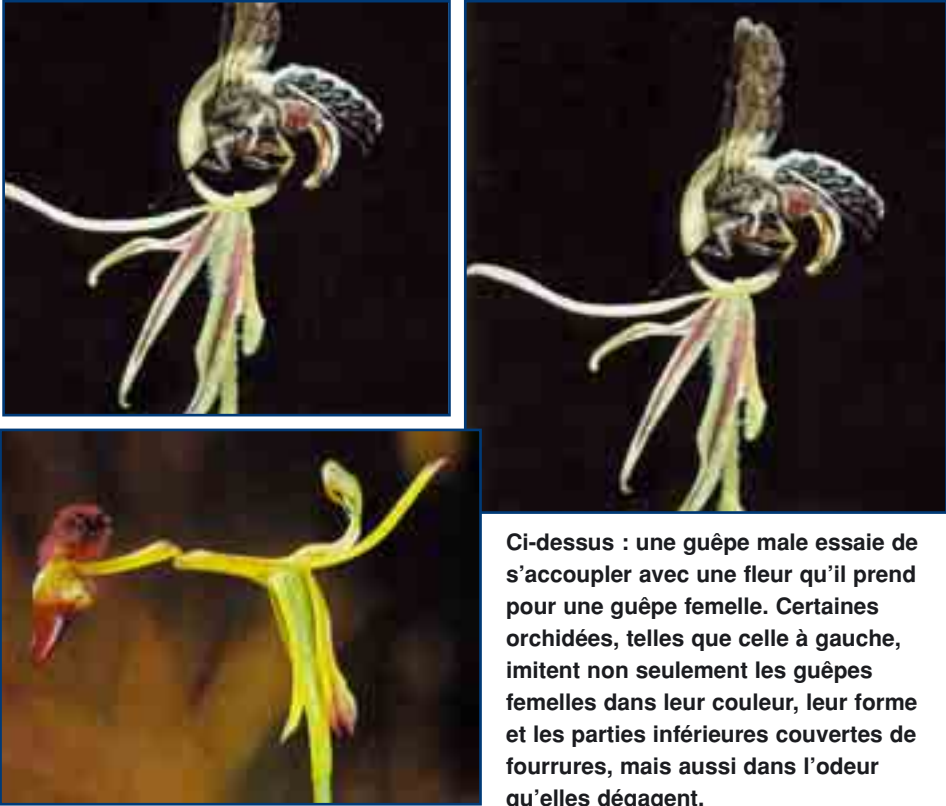 Ci-dessus : une guêpe male essaie de
s'accoupler avec une fleur qu'il prend
pour une guêpe femelle. Certaines
orchidées, telles que celle à gauche,
imitent non seulement les guêpes
femelles dans leur couleur, leur forme
et les parties inférieures couvertes de
fourrures, mais aussi dans l'odeur
qu'elles dégagent.